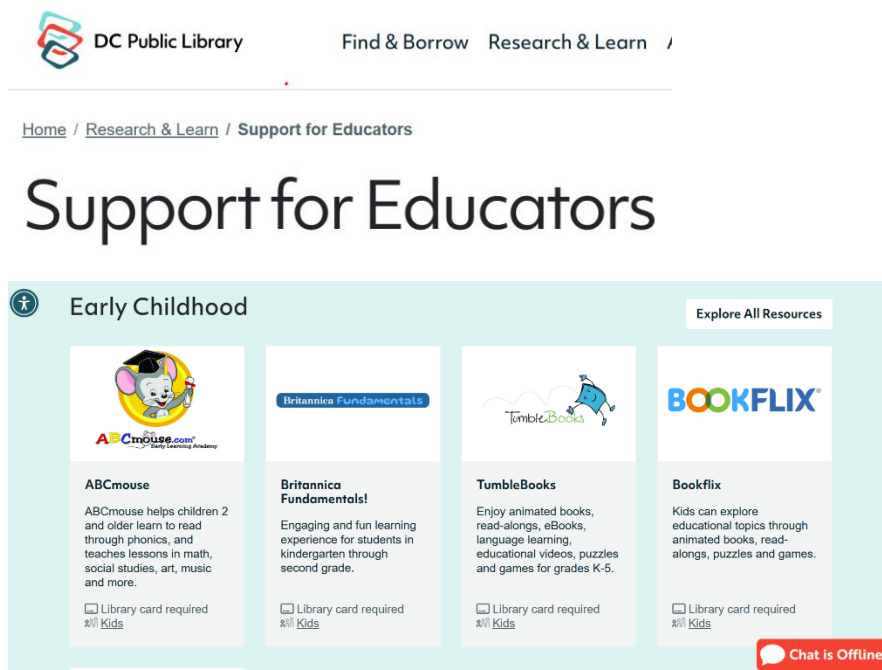 DC Public Library
Find & Borrow Research & Learn
Home / Research & Learn / Support for Educators
Support for Educators
Early Childhood
Explore All Resources
ABCmouse.com®
Early Learning Academy
Britannica Fundamentals
TumbleBooks
BOOKFLIX®
ABCmouse
ABCmouse helps children 2
and older learn to read
through phonics, and
teaches lessons in math,
social studies, art, music
and more.
Library card required
Kids
Britannica
Fundamentals!
Engaging and fun learning
experience for students in
kindergarten through
second grade.
Library card required
Kids
TumbleBooks
Enjoy animated books,
read-alongs, eBooks,
language learning,
educational videos, puzzles
and games for grades K-5.
Library card required
Kids
Bookflix
Kids can explore
educational topics through
animated books, read-
alongs, puzzles and games.
Library card required
Kids
Chat is Offline